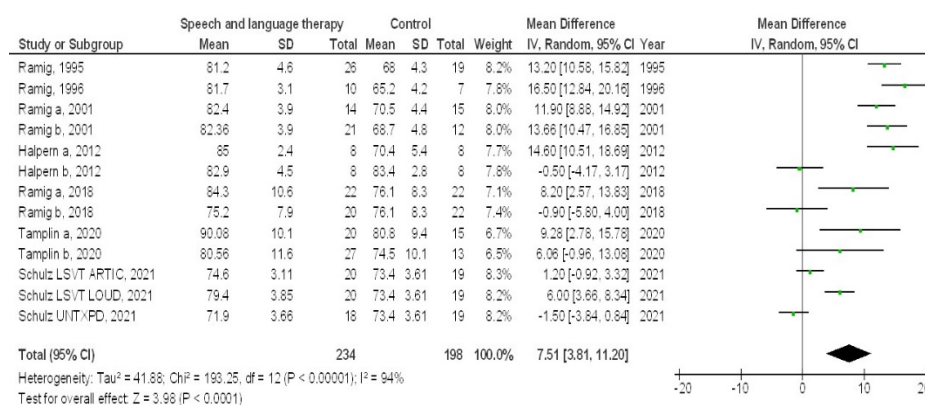 Speech and language therapy Control Mean Difference Mean Difference
Study or Subgroup Mean SD Total Mean SD Total Weight IV, Random, 95% CI Year IV, Random, 95% CI
Ramig, 1995 81.2 4.6 26 68 4.3 19 8.2% 13.20 [10.58, 15.82] 1995
Ramig, 1996 81.7 3.1 10 65.2 4.2 7 7.8% 16.50 [12.84, 20.16] 1996
Ramig a, 2001 82.4 3.9 14 70.5 4.4 15 8.0% 11.90 [8.88, 14.92] 2001
Ramig b, 2001 82.36 3.9 21 68.7 4.8 12 8.0% 13.66 [10.47, 16.85] 2001
Halpern a, 2012 85 2.4 8 70.4 5.4 8 7.7% 14.60 [10.51, 18.69] 2012
Halpern b, 2012 82.9 4.5 8 83.4 2.8 8 7.8% -0.50 [-4.17, 3.17] 2012
Ramig a, 2018 84.3 10.6 22 76.1 8.3 22 7.2% 8.20 [2.57, 13.83] 2018
Ramig b, 2018 75.2 7.9 20 76.1 8.3 22 7.4% -0.90 [-5.80, 4.00] 2018
Tamplin a, 2020 90.08 10.1 20 80.8 9.4 15 6.8% 9.28 [2.78, 15.78] 2020
Tamplin b, 2020 80.56 11.6 27 74.5 10.1 13 6.6% 6.06 [-0.96, 13.08] 2020
Schulz LSVT ARTIC, 2021 74.6 3.11 20 73.4 3.61 19 8.2% 1.20 [-0.92, 3.32] 2021
Schulz LSVT LOUD, 2021 79.4 3.85 20 73.4 3.61 19 8.2% 6.00 [3.66, 8.34] 2021
Schulz UNTXPD, 2021 71.9 3.66 18 73.4 3.61 19 8.2% -1.50 [-3.84, 0.84] 2021
Total (95% CI) 234 198 100.0% 7.51 [3.81, 11.20]
Heterogeneity: Tau² = 41.88; Chi² = 193.25, df = 12 (P < 0.00001); I² = 94%
Test for overall effect: Z = 3.98 (P < 0.0001)
-20 -10 0 10 20